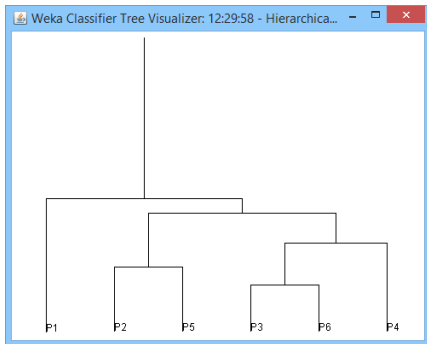 Weka Classifier Tree Visualizer: 12:29:58 - Hierarchica...
P1 P2 P5 P3 P6 P4